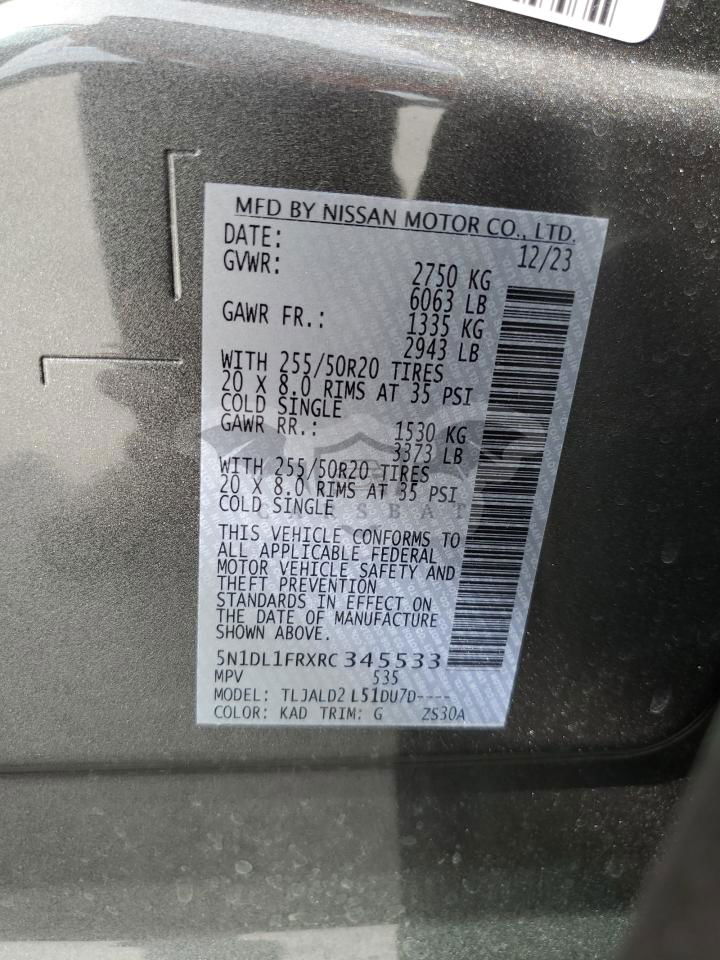 MFD BY NISSAN MOTOR CO., LTD.
DATE: 12/23
GVWR: 2750 KG
6063 LB
GAWR FR.: 1335 KG
2943 LB
WITH 255/50R20 TIRES
20 X 8.0 RIMS AT 35 PSI
COLD SINGLE
GAWR RR.: 1530 KG
3373 LB
WITH 255/50R20 TIRES
20 X 8.0 RIMS AT 35 PSI
COLD SINGLE
THIS VEHICLE CONFORMS TO
ALL APPLICABLE FEDERAL
MOTOR VEHICLE SAFETY AND
THEFT PREVENTION
STANDARDS IN EFFECT ON
THE DATE OF MANUFACTURE
SHOWN ABOVE.
5N1DL1FRXRC345533
MPV 535
MODEL: TLJALD2 L51DU7D----
COLOR: KAD TRIM: G ZS30A